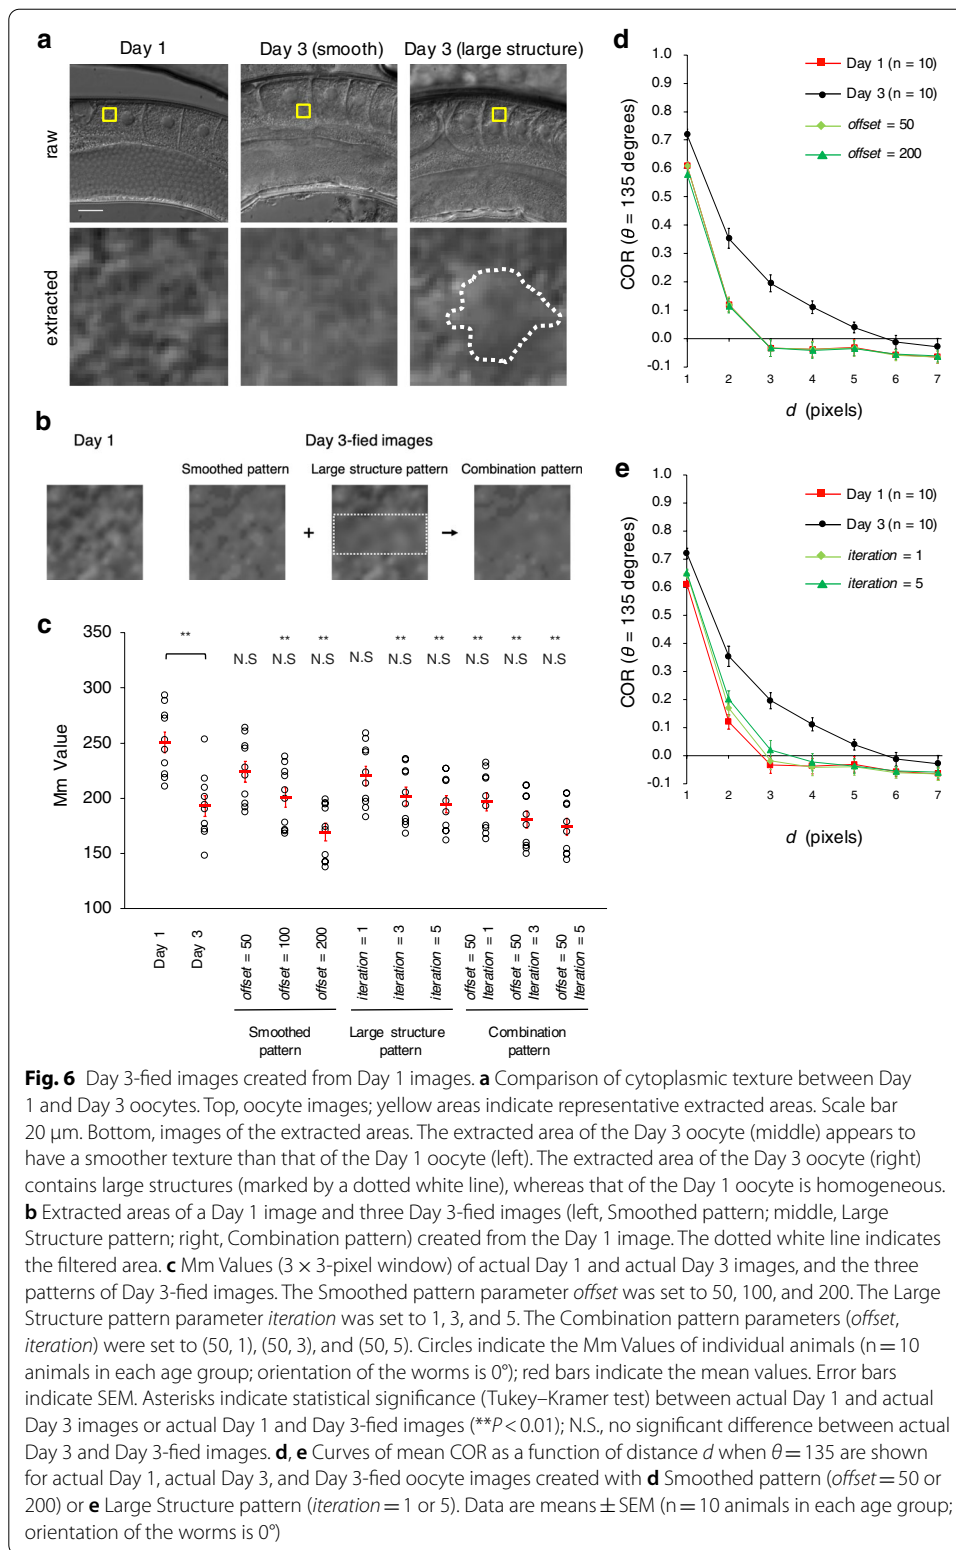 a
Day 1
Day 3 (smooth)
Day 3 (large structure)
raw
extracted
b
Day 1
Day 3-fied images
Smoothed pattern
Large structure pattern
Combination pattern
+
→
c
Mm Value
350
300
250
200
150
100
**
** ** ** ** ** ** **
N.S N.S N.S N.S N.S N.S N.S N.S N.S
Day 1
Day 3
offset = 50
offset = 100
offset = 200
iteration = 1
iteration = 3
iteration = 5
offset = 50
Iteration = 1
offset = 50
Iteration = 3
offset = 50
Iteration = 5
Smoothed
pattern
Large structure
pattern
Combination
pattern
d
COR (θ = 135 degrees)
1.0
0.9
0.8
0.7
0.6
0.5
0.4
0.3
0.2
0.1
0.0
-0.1
1 2 3 4 5 6 7
d (pixels)
Day 1 (n = 10)
Day 3 (n = 10)
offset = 50
offset = 200
e
COR (θ = 135 degrees)
1.0
0.9
0.8
0.7
0.6
0.5
0.4
0.3
0.2
0.1
0.0
-0.1
1 2 3 4 5 6 7
d (pixels)
Day 1 (n = 10)
Day 3 (n = 10)
iteration = 1
iteration = 5
Fig. 6 Day 3-fied images created from Day 1 images. a Comparison of cytoplasmic texture between Day
1 and Day 3 oocytes. Top, oocyte images; yellow areas indicate representative extracted areas. Scale bar
20 μm. Bottom, images of the extracted areas. The extracted area of the Day 3 oocyte (middle) appears to
have a smoother texture than that of the Day 1 oocyte (left). The extracted area of the Day 3 oocyte (right)
contains large structures (marked by a dotted white line), whereas that of the Day 1 oocyte is homogeneous.
b Extracted areas of a Day 1 image and three Day 3-fied images (left, Smoothed pattern; middle, Large
Structure pattern; right, Combination pattern) created from the Day 1 image. The dotted white line indicates
the filtered area. c Mm Values (3 × 3-pixel window) of actual Day 1 and actual Day 3 images, and the three
patterns of Day 3-fied images. The Smoothed pattern parameter offset was set to 50, 100, and 200. The Large
Structure pattern parameter iteration was set to 1, 3, and 5. The Combination pattern parameters (offset,
iteration) were set to (50, 1), (50, 3), and (50, 5). Circles indicate the Mm Values of individual animals (n = 10
animals in each age group; orientation of the worms is 0°); red bars indicate the mean values. Error bars
indicate SEM. Asterisks indicate statistical significance (Tukey–Kramer test) between actual Day 1 and actual
Day 3 images or actual Day 1 and Day 3-fied images (**P < 0.01); N.S., no significant difference between actual
Day 3 and Day 3-fied images. d, e Curves of mean COR as a function of distance d when θ = 135 are shown
for actual Day 1, actual Day 3, and Day 3-fied oocyte images created with d Smoothed pattern (offset = 50 or
200) or e Large Structure pattern (iteration = 1 or 5). Data are means ± SEM (n = 10 animals in each age group;
orientation of the worms is 0°)